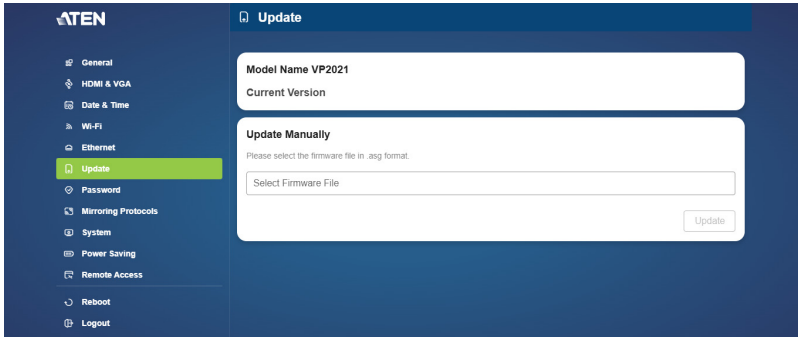 ATEN
General
HDMI & VGA
Date & Time
Wi-Fi
Ethernet
Update
Password
Mirroring Protocols
System
Power Saving
Remote Access
Reboot
Logout
Update
Model Name VP2021
Current Version
Update Manually
Please select the firmware file in .asg format.
Select Firmware File
Update